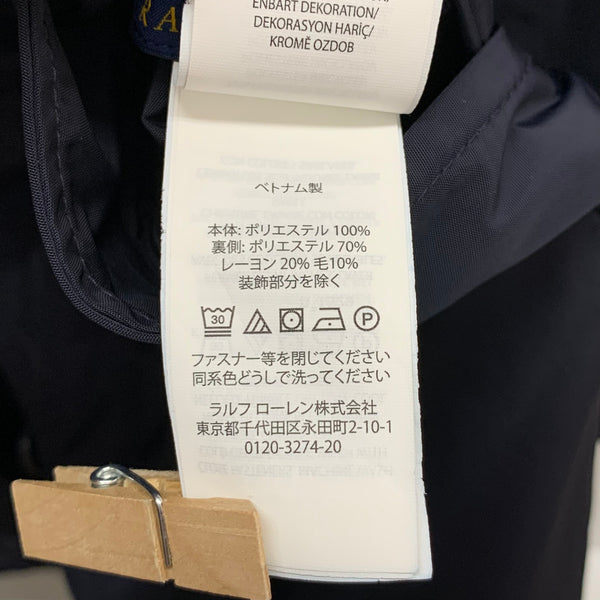 RA
ENBART DEKORATION/
DEKORASYON HARİÇ/
KROMĚ OZDOB
ベトナム製
本体: ポリエステル 100%
裏側: ポリエステル 70%
レーヨン 20% 毛10%
装飾部分を除く
30
P
ファスナー等を閉じてください
同系色どうしで洗ってください
ラルフ ローレン株式会社
東京都千代田区永田町2-10-1
0120-3274-20